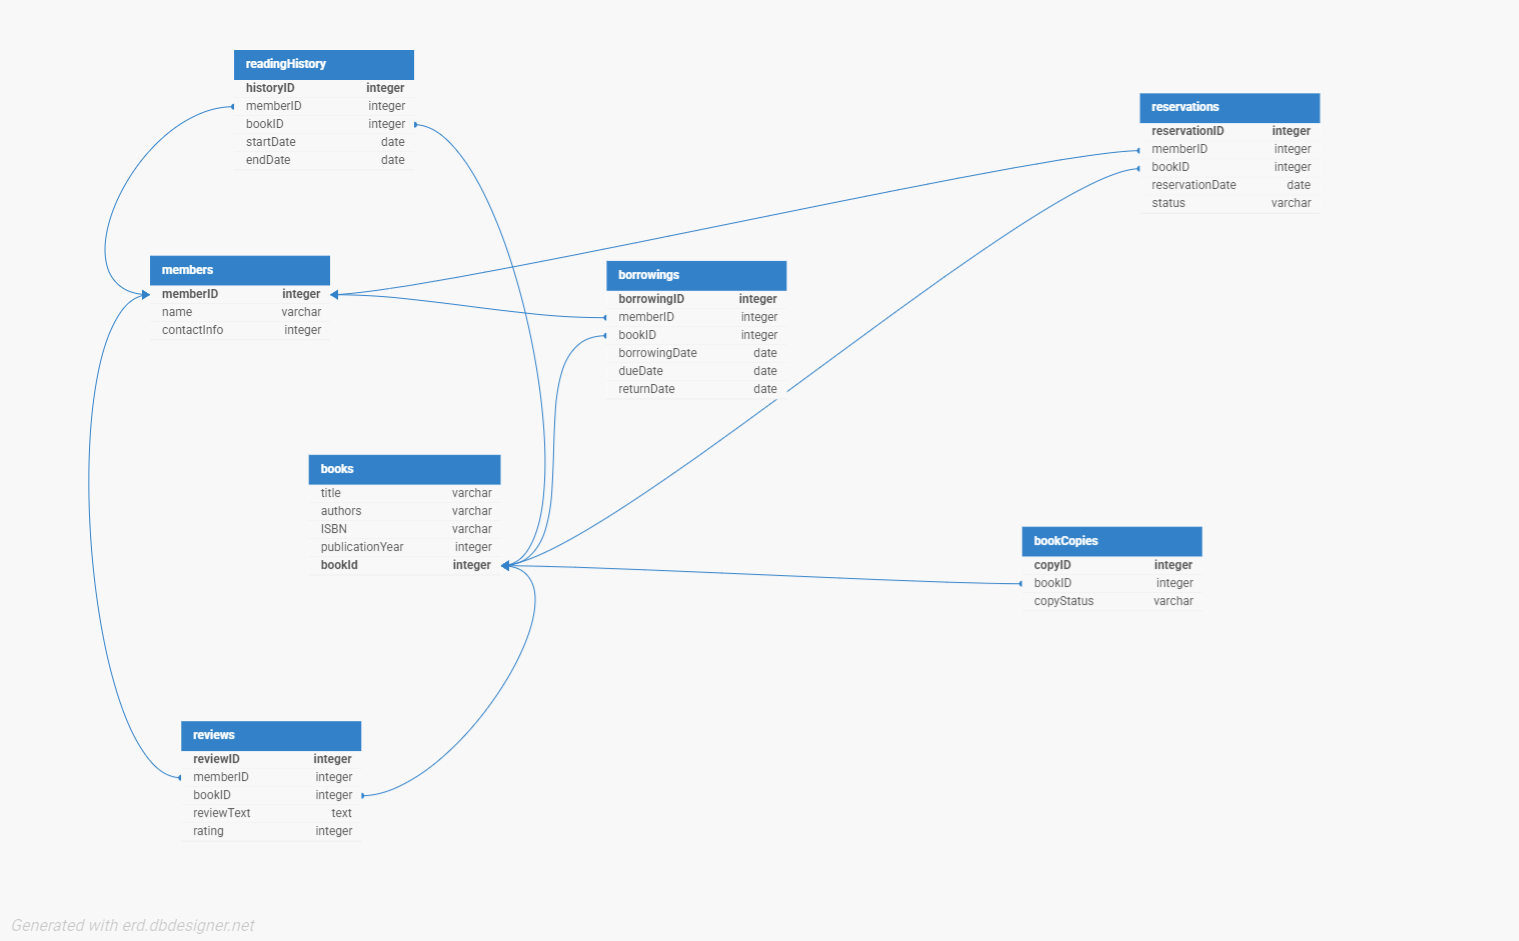 readingHistory
historyID integer
memberID integer
bookID integer
startDate date
endDate date
reservations
reservationID integer
memberID integer
bookID integer
reservationDate date
status varchar
members
memberID integer
name varchar
contactInfo integer
borrowings
borrowingID integer
memberID integer
bookID integer
borrowingDate date
dueDate date
returnDate date
books
title varchar
authors varchar
ISBN varchar
publicationYear integer
bookId integer
bookCopies
copyID integer
bookID integer
copyStatus varchar
reviews
reviewID integer
memberID integer
bookID integer
reviewText text
rating integer
Generated with erd.dbdesigner.net